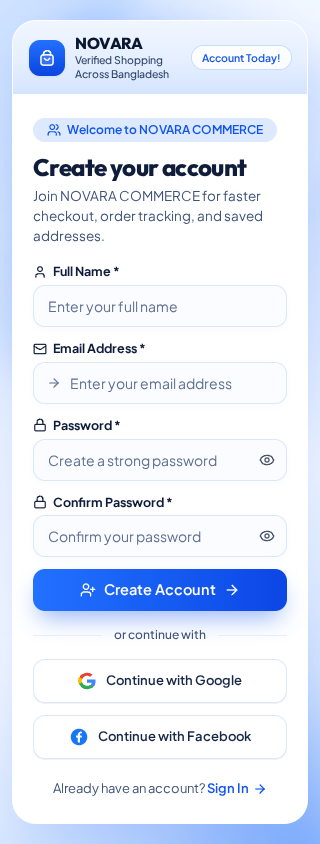 NOVARA
Verified Shopping
Across Bangladesh
Account Today!
Welcome to NOVARA COMMERCE
Create your account
Join NOVARA COMMERCE for faster
checkout, order tracking, and saved
addresses.
Full Name *
Enter your full name
Email Address *
Enter your email address
Password *
Create a strong password
Confirm Password *
Confirm your password
Create Account
or continue with
Continue with Google
Continue with Facebook
Already have an account? Sign In